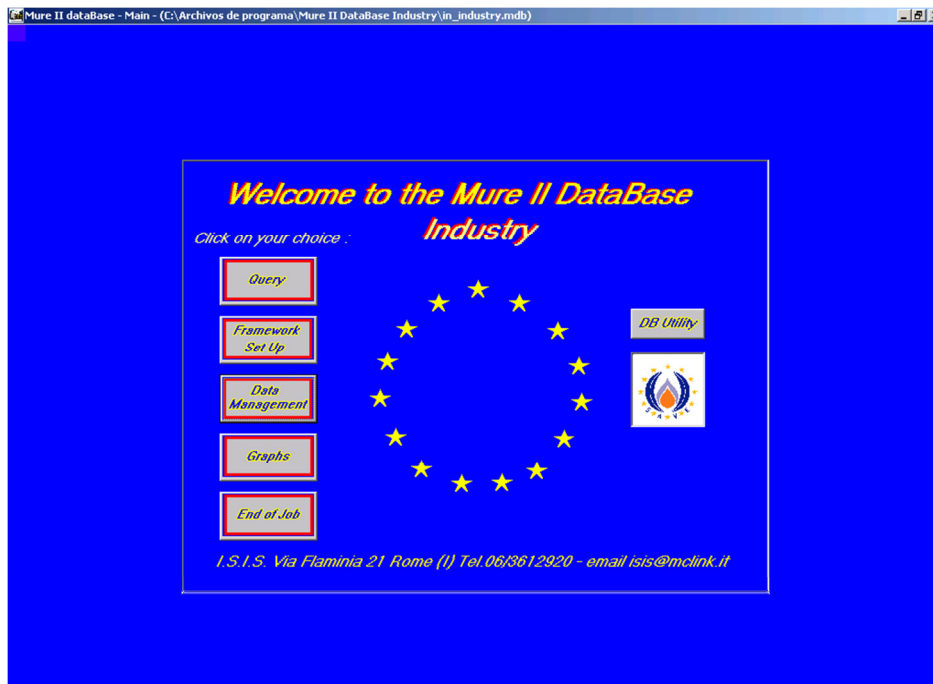 Mure II dataBase - Main - (C:\Archivos de programa\Mure II DataBase Industry\in_industry.mdb)
Welcome to the Mure II DataBase
Industry
Click on your choice :
Query
Framework
Set Up
Data
Management
Graphs
End of Job
DB Utility
S A V E
I.S.I.S. Via Flaminia 21 Rome (I) Tel.06/3612920 - email isis@mclink.it